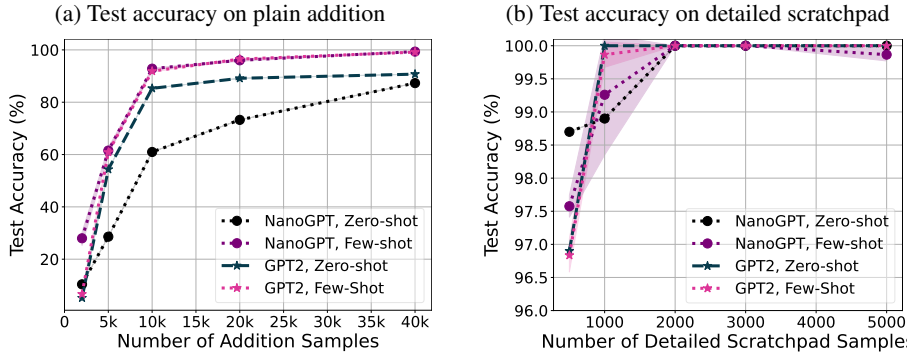 (a) Test accuracy on plain addition
100
80
60
40
20
Test Accuracy (%)
NanoGPT, Zero-shot
NanoGPT, Few-shot
GPT2, Zero-shot
GPT2, Few-Shot
0 5k 10k 15k 20k 25k 30k 35k 40k
Number of Addition Samples
(b) Test accuracy on detailed scratchpad
100.0
99.5
99.0
98.5
98.0
97.5
97.0
96.5
96.0
Test Accuracy (%)
NanoGPT, Zero-shot
NanoGPT, Few-shot
GPT2, Zero-shot
GPT2, Few-Shot
1000 2000 3000 4000 5000
Number of Detailed Scratchpad Samples